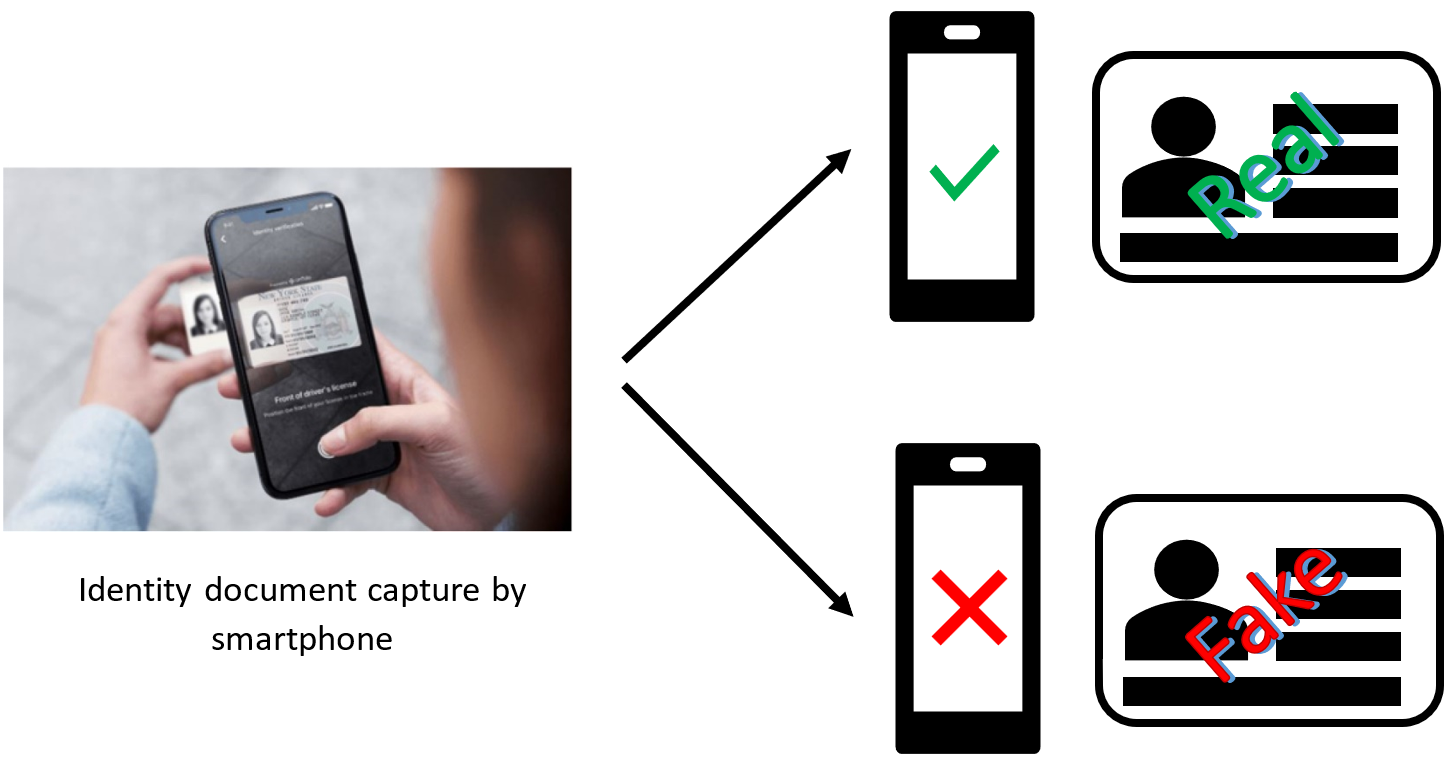 Identity verification
NEW YORK STATE
Front of driver's license
Position the front of your license in the frame
Identity document capture by
smartphone
Real
Fake